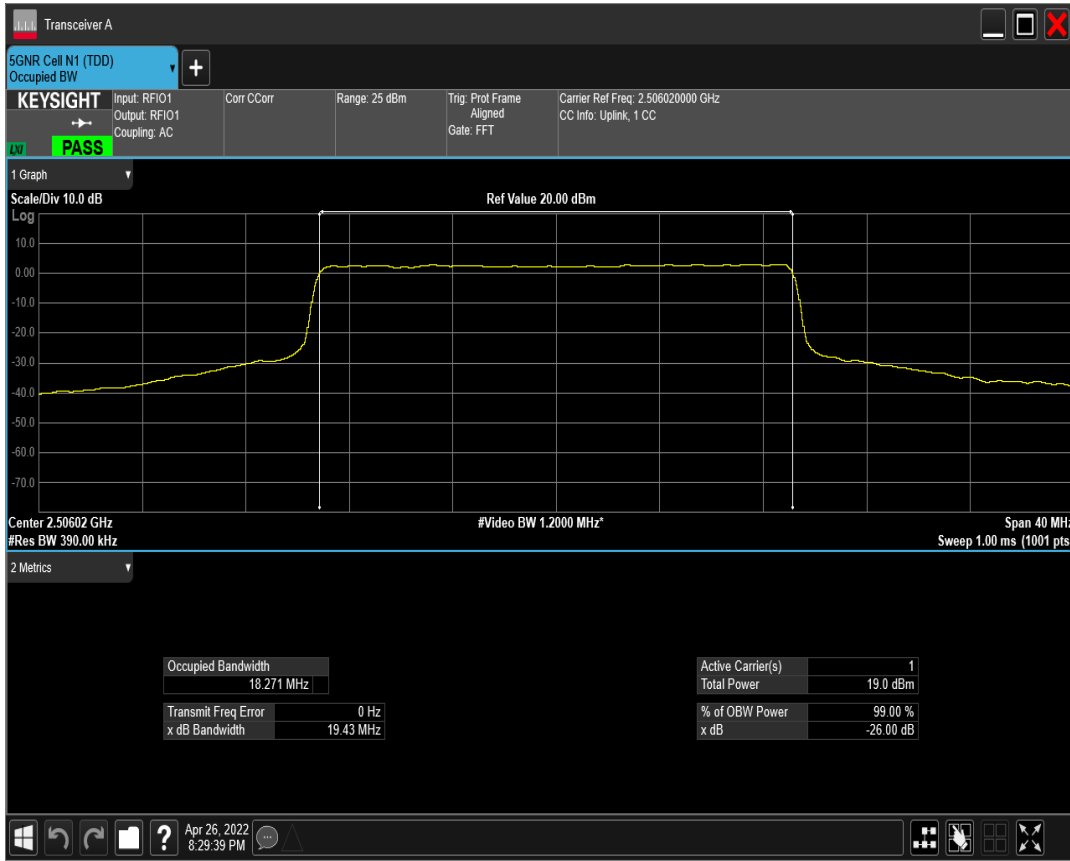 Transceiver A
5GNR Cell N1 (TDD)
Occupied BW
KEYSIGHT
LXI
PASS
Input: RFIO1
Output: RFIO1
Coupling: AC
Corr CCorr
Range: 25 dBm
Trig: Prot Frame
Aligned
Gate: FFT
Carrier Ref Freq: 2.506020000 GHz
CC Info: Uplink, 1 CC
1 Graph
Scale/Div 10.0 dB
Ref Value 20.00 dBm
Log
10.0
0.00
-10.0
-20.0
-30.0
-40.0
-50.0
-60.0
-70.0
Center 2.50602 GHz
#Video BW 1.2000 MHz*
Span 40 MHz
#Res BW 390.00 kHz
Sweep 1.00 ms (1001 pts
2 Metrics
Occupied Bandwidth
18.271 MHz
Transmit Freq Error 0 Hz
x dB Bandwidth 19.43 MHz
Active Carrier(s) 1
Total Power 19.0 dBm
% of OBW Power 99.00 %
x dB -26.00 dB
?
Apr 26, 2022
8:29:39 PM